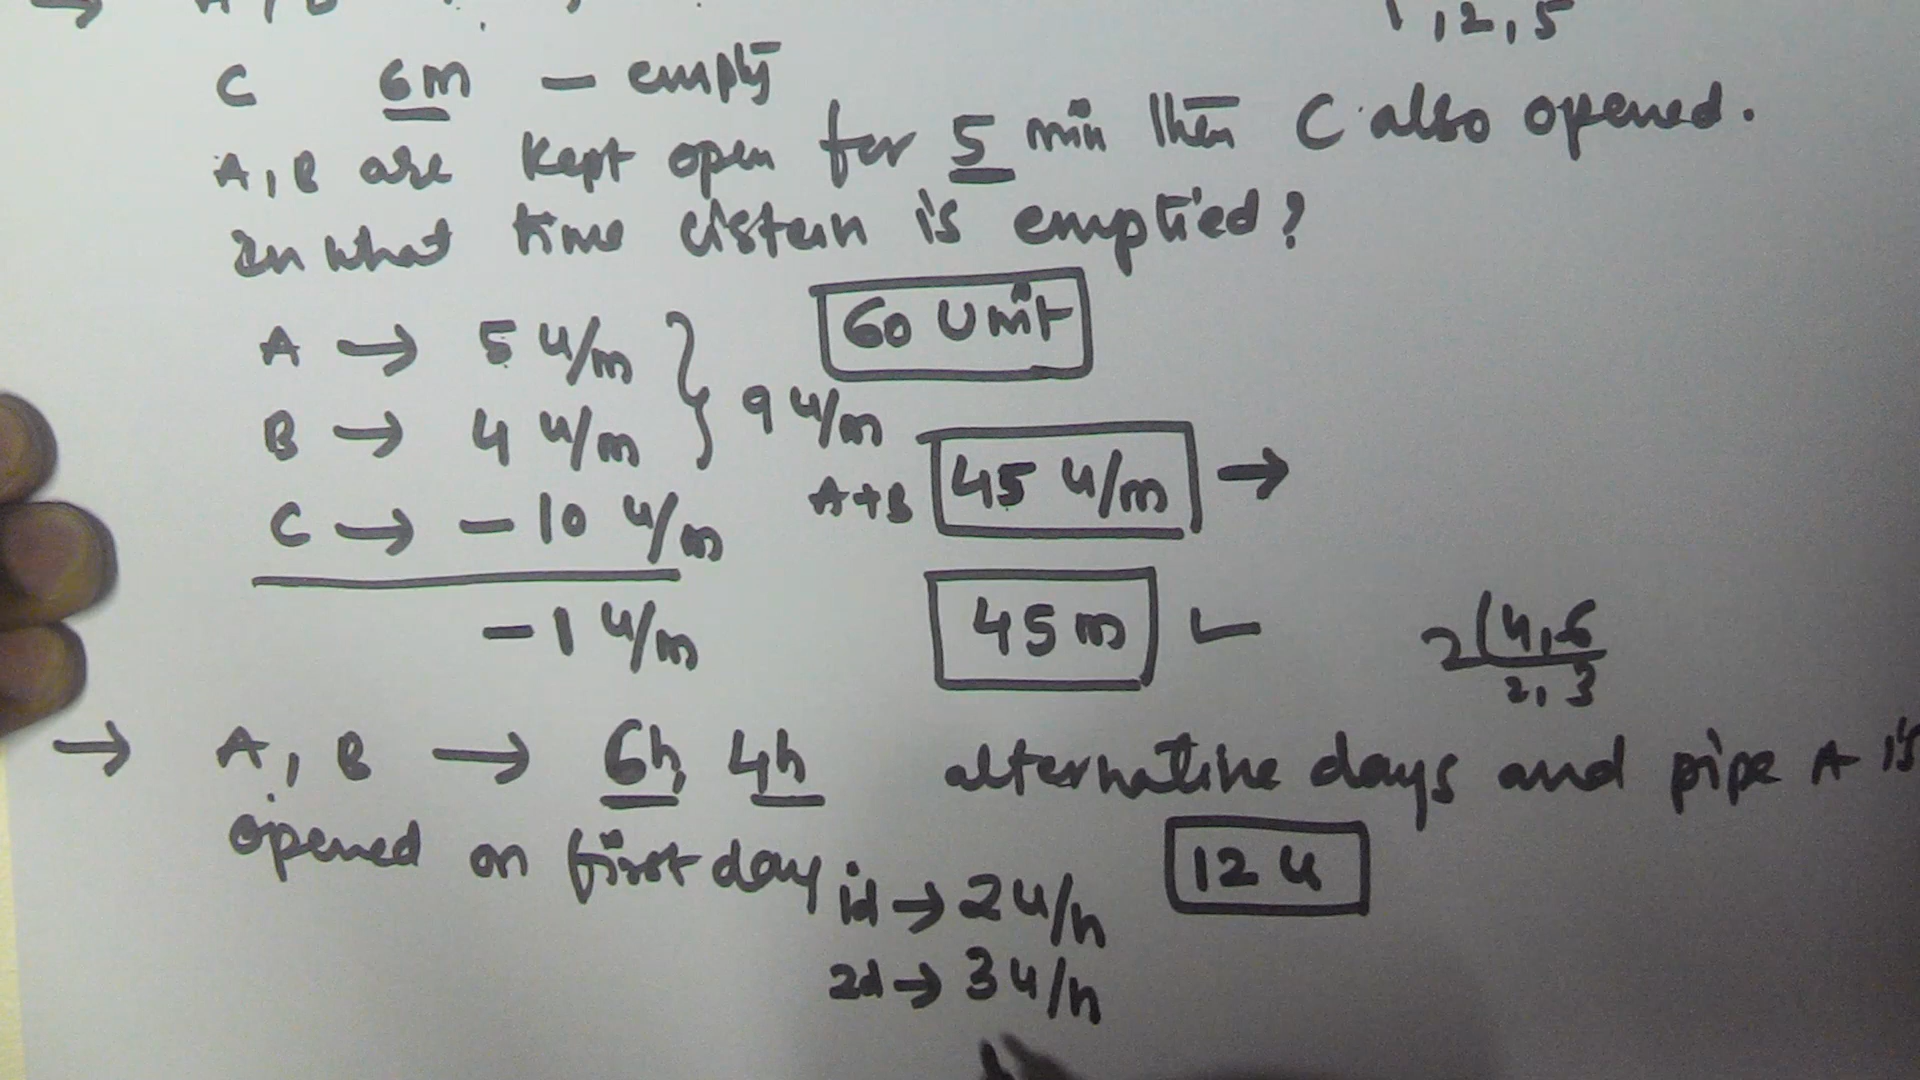 1, 2, 5
C 6m - empty
A, B are kept open for 5 min then C also opened.
In what time cistern is emptied?
60 Unit
A → 5 u/m
B → 4 u/m
9 u/m
C → - 10 u/m
A+B 45 u/m →
- 1 u/m
45 m
2 4, 6
2, 3
→ A, B → 6h, 4h alternative days and pipe A is
opened on first day
12 u
1d → 2 u/h
2d → 3 u/h